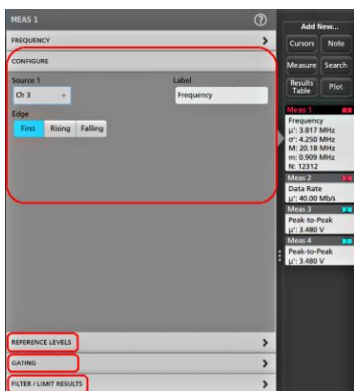 MEAS 1
?
FREQUENCY
CONFIGURE
Source 1
Label
Ch 3
Frequency
Edge
First Rising Falling
REFERENCE LEVELS
GATING
FILTER / LIMIT RESULTS
Add New...
Cursors Note
Measure Search
Results Table
Plot
Meas 1
Frequency
µ': 3.817 MHz
σ': 4.250 MHz
M: 20.18 MHz
m: 0.909 MHz
N: 12312
Meas 2
Data Rate
µ': 40.00 Mb/s
Meas 3
Peak-to-Peak
µ': 3.480 V
Meas 4
Peak-to-Peak
µ': 3.480 V